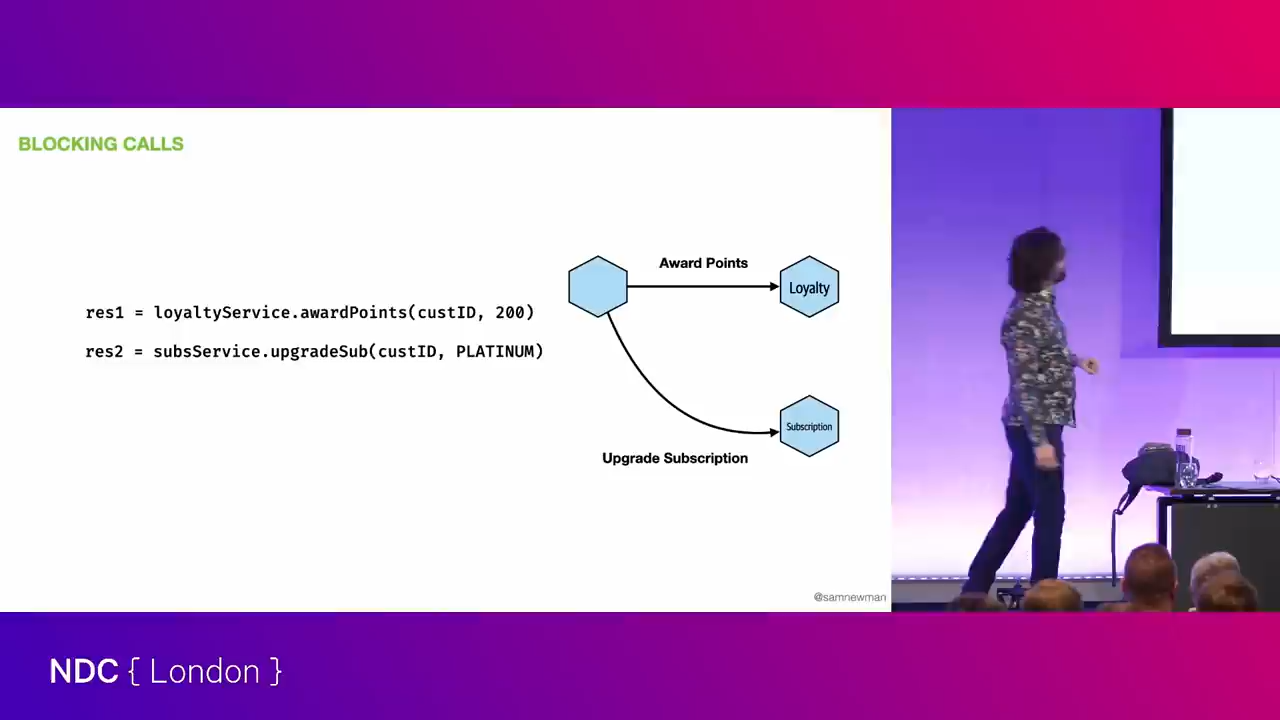 BLOCKING CALLS
res1 = loyaltyService.awardPoints(custID, 200)
res2 = subsService.upgradeSub(custID, PLATINUM)
Award Points
Loyalty
Subscription
Upgrade Subscription
@samnewman
NDC { London }